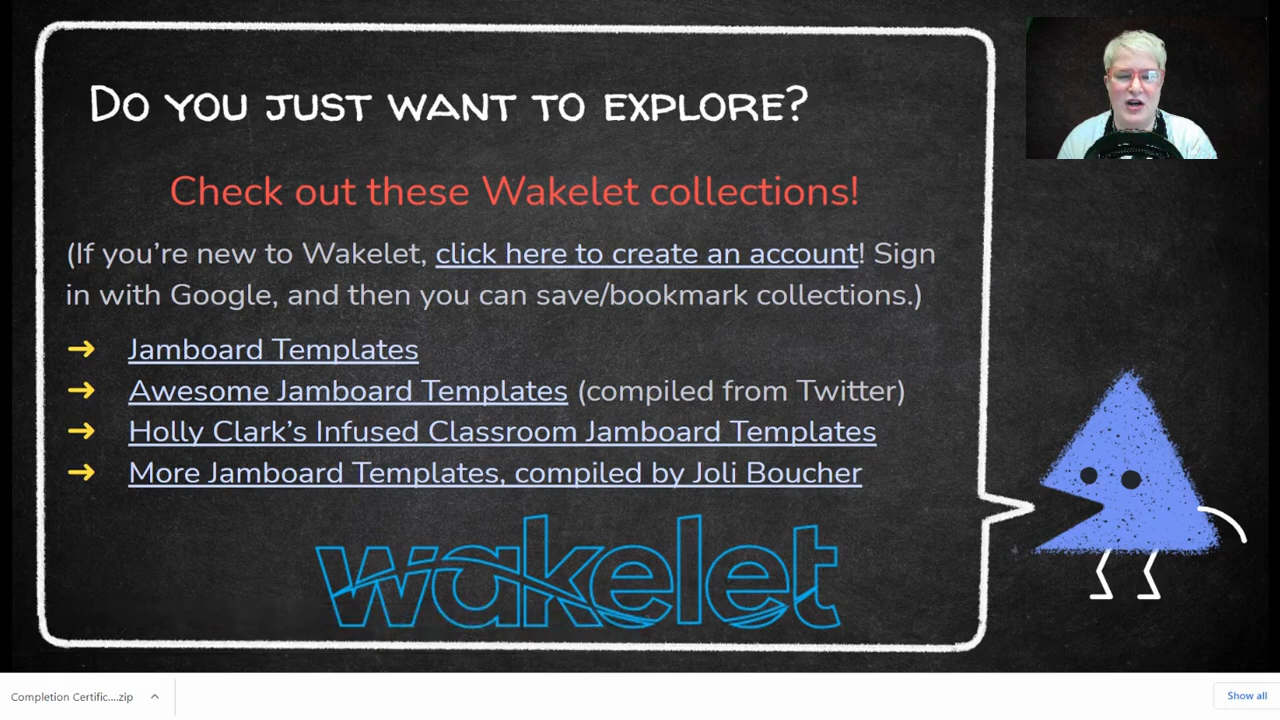 Do you just want to explore?
Check out these Wakelet collections!
(If you’re new to Wakelet, click here to create an account! Sign
in with Google, and then you can save/bookmark collections.)
➜ Jamboard Templates
➜ Awesome Jamboard Templates (compiled from Twitter)
➜ Holly Clark’s Infused Classroom Jamboard Templates
➜ More Jamboard Templates, compiled by Joli Boucher
wakelet
Completion Certific....zip
Show all